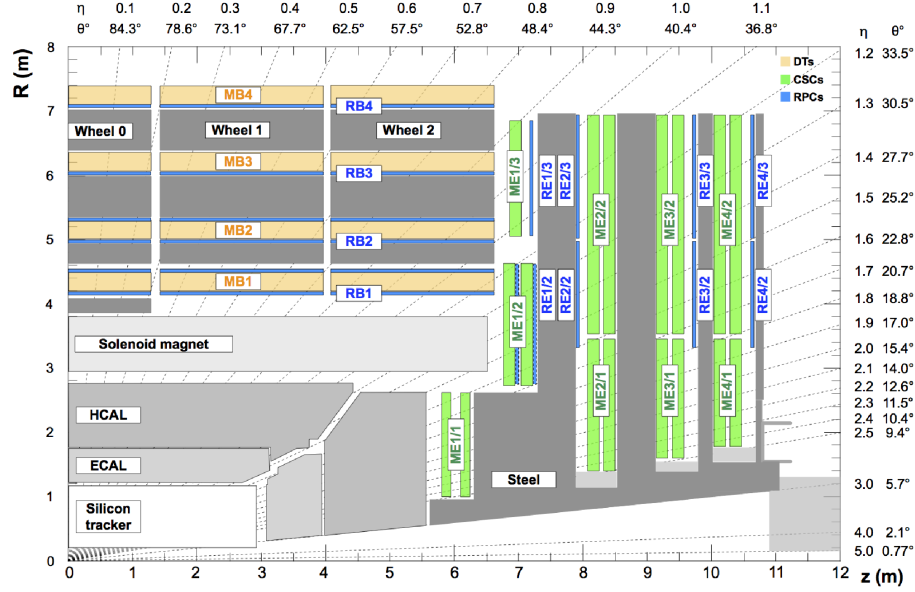 η 0.1 0.2 0.3 0.4 0.5 0.6 0.7 0.8 0.9 1.0 1.1
θ° 84.3° 78.6° 73.1° 67.7° 62.5° 57.5° 52.8° 48.4° 44.3° 40.4° 36.8°
η θ°
R (m)
8
7
6
5
4
3
2
1
0
DTs
CSCs
RPCs
MB4
RB4
Wheel 0
Wheel 1
Wheel 2
MB3
RB3
MB2
RB2
MB1
RB1
Solenoid magnet
HCAL
ECAL
Silicon
tracker
Steel
ME1/1
ME1/2
ME1/3
RE1/3
RE2/3
RE1/2
RE2/2
ME2/2
ME2/1
ME3/2
ME3/1
RE3/3
RE3/2
ME4/2
ME4/1
RE4/3
RE4/2
1.2 33.5°
1.3 30.5°
1.4 27.7°
1.5 25.2°
1.6 22.8°
1.7 20.7°
1.8 18.8°
1.9 17.0°
2.0 15.4°
2.1 14.0°
2.2 12.6°
2.3 11.5°
2.4 10.4°
2.5 9.4°
3.0 5.7°
4.0 2.1°
5.0 0.77°
0 1 2 3 4 5 6 7 8 9 10 11 12
z (m)